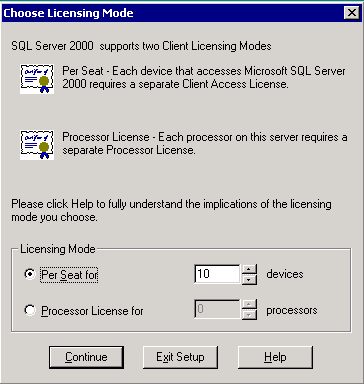 Choose Licensing Mode
SQL Server 2000  supports two Client Licensing Modes
Per Seat - Each device that accesses Microsoft SQL Server
2000 requires a separate Client Access License.
Processor License - Each processor on this server requires a
separate Processor License.
Please click Help to fully understand the implications of the licensing
mode you choose.
Licensing Mode
Per Seat for 10 devices
Processor License for 0 processors
Continue Exit Setup Help